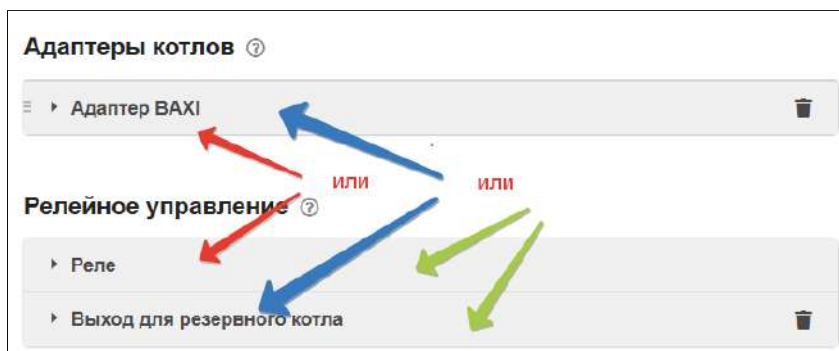 Адаптеры котлов ?
Адаптер BAXI
или
или
Релейное управление ?
Реле
Выход для резервного котла